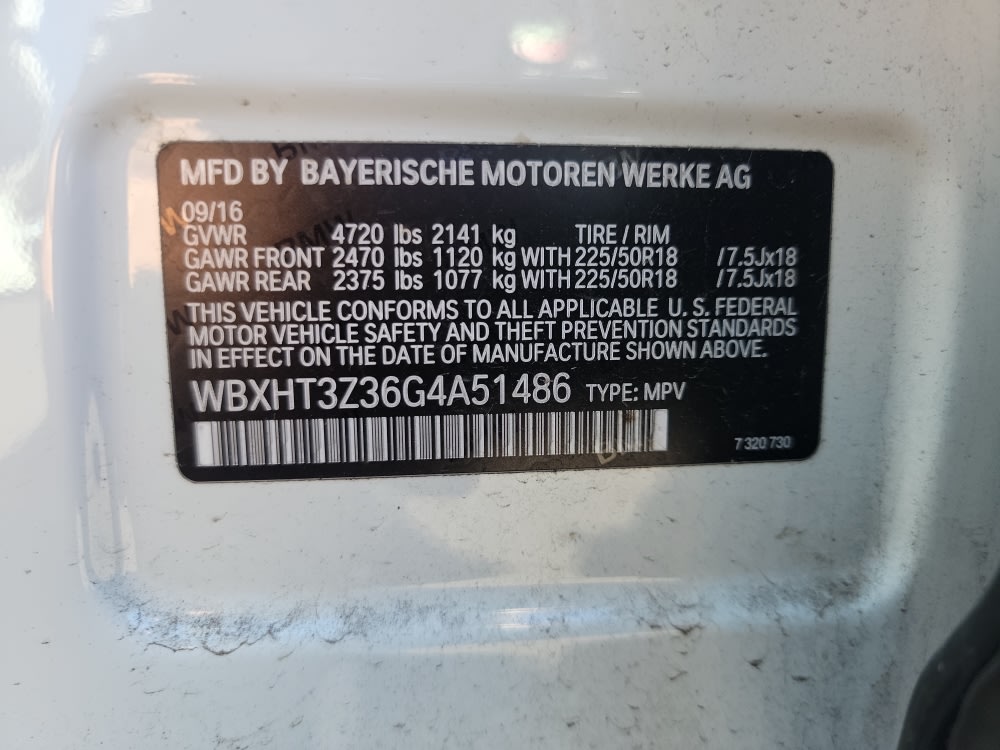 MFD BY BAYERISCHE MOTOREN WERKE AG
09/16
GVWR 4720 lbs 2141 kg TIRE / RIM
GAWR FRONT 2470 lbs 1120 kg WITH 225/50R18 /7.5Jx18
GAWR REAR 2375 lbs 1077 kg WITH 225/50R18 /7.5Jx18
THIS VEHICLE CONFORMS TO ALL APPLICABLE U. S. FEDERAL
MOTOR VEHICLE SAFETY AND THEFT PREVENTION STANDARDS
IN EFFECT ON THE DATE OF MANUFACTURE SHOWN ABOVE.
WBXHT3Z36G4A51486 TYPE: MPV
7 320 730